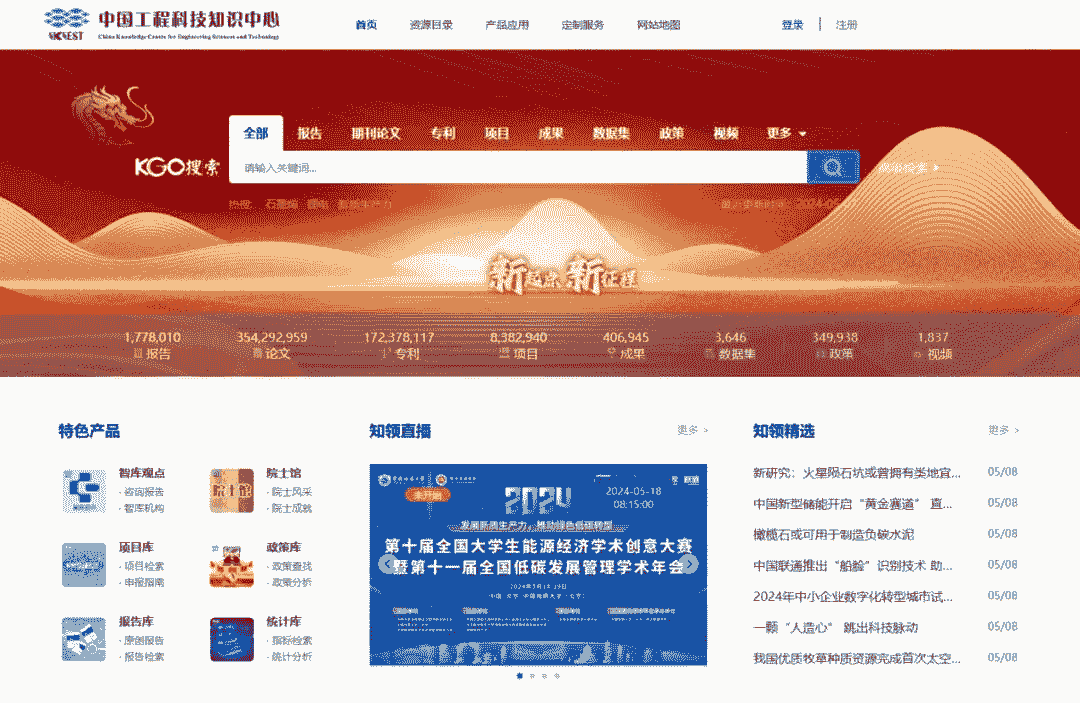 中国工程科技知识中心
China Knowledge Centre for Engineering Sciences and Technology
首页 资源目录 产品应用 定制服务 网站地图 登录 | 注册
全部 报告 期刊论文 专利 项目 成果 数据集 政策 视频 更多
KGO搜索 请输入关键词...
新起点 新征程
1,778,010 354,292,959 172,378,117 8,382,940 406,945 3,646 349,938 1,837
报告 论文 专利 项目 成果 数据集 政策 视频
特色产品
智库观点
· 咨询报告
· 智库机构
院士馆
· 院士风采
· 院士成就
项目库
· 项目检索
· 申报指南
政策库
· 政策查找
· 政策分析
报告库
· 原创报告
· 报告检索
统计库
· 指标检索
· 统计分析
知领直播 更多 >
未开始
2024
2024-05-18
08:15:00
发展新质生产力，推动绿色低碳转型
第十届全国大学生能源经济学术创意大赛
暨第十一届全国低碳发展管理学术年会
知领精选 更多 >
新研究：火星陨石坑或曾拥有类地宜... 05/08
中国新型储能开启“黄金赛道” 直... 05/08
橄榄石或可用于制造负碳水泥 05/08
中国联通推出“船脸”识别技术 助... 05/08
2024年中小企业数字化转型城市试... 05/08
一颗“人造心” 跳出科技脉动 05/08
我国优质牧草种质资源完成首次太空... 05/08